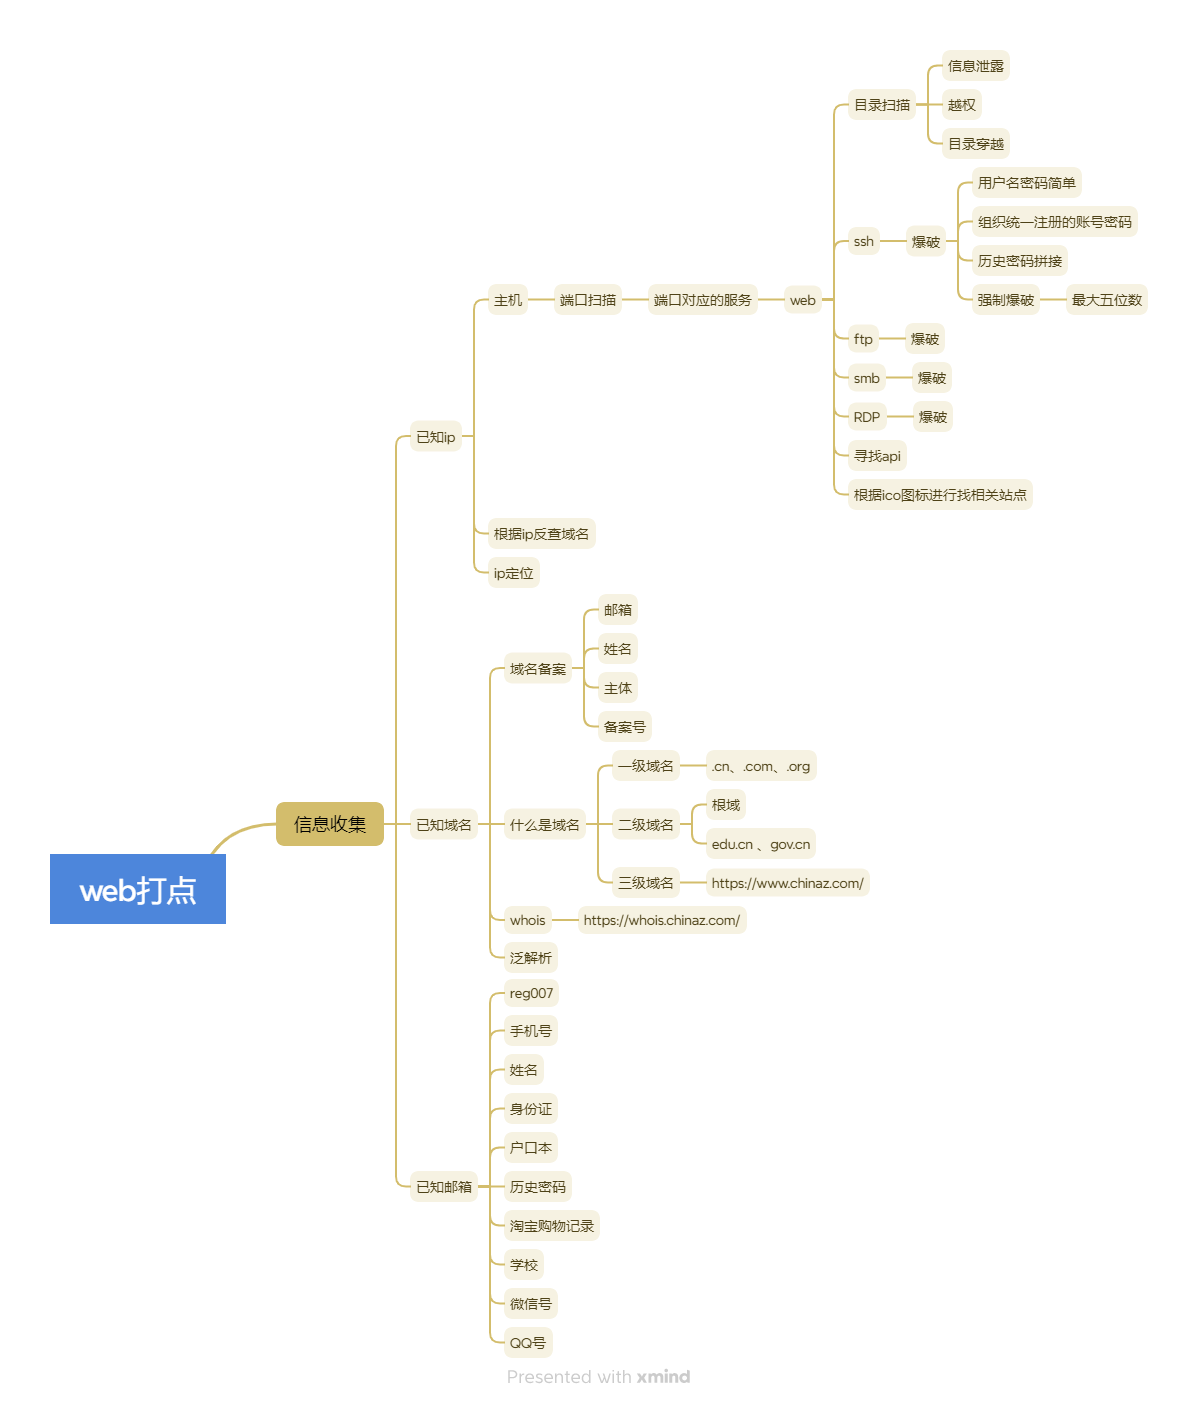 web打点
信息收集
已知ip
主机
端口扫描
端口对应的服务
web
目录扫描
信息泄露
越权
目录穿越
ssh
爆破
用户名密码简单
组织统一注册的账号密码
历史密码拼接
强制爆破
最大五位数
ftp
爆破
smb
爆破
RDP
爆破
寻找api
根据ico图标进行找相关站点
根据ip反查域名
ip定位
已知域名
域名备案
邮箱
姓名
主体
备案号
什么是域名
一级域名
.cn、.com、.org
二级域名
根域
edu.cn 、gov.cn
三级域名
https://www.chinaz.com/
whois
https://whois.chinaz.com/
泛解析
已知邮箱
reg007
手机号
姓名
身份证
户口本
历史密码
淘宝购物记录
学校
微信号
QQ号
Presented with xmind